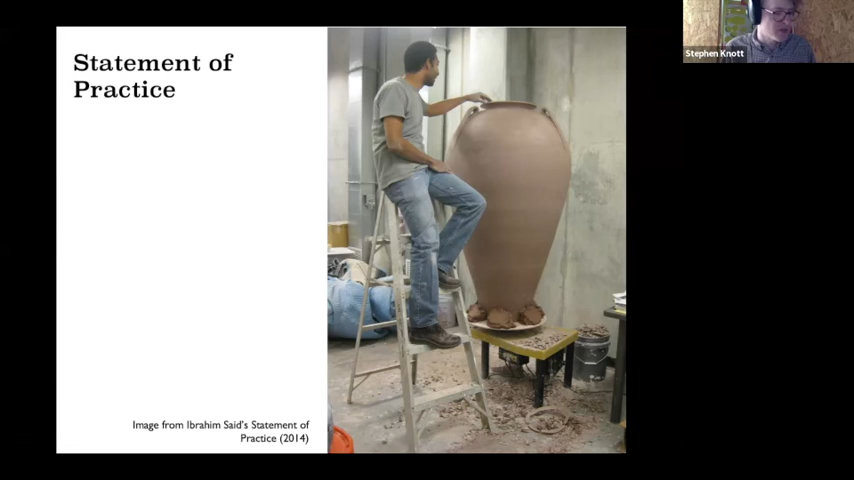 Statement of
Practice
Image from Ibrahim Said's Statement of
Practice (2014)
Stephen Knott